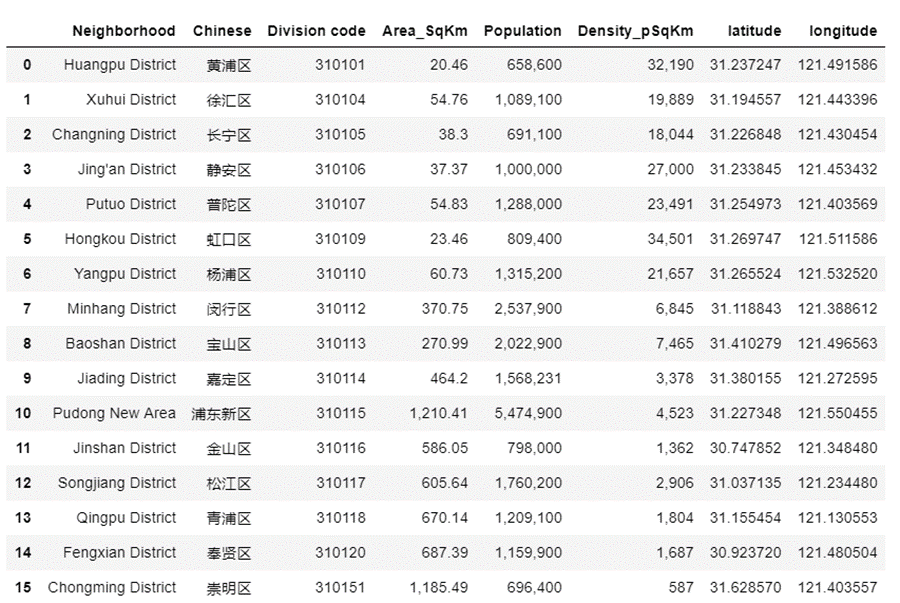 Neighborhood Chinese Division code Area_SqKm Population Density_pSqKm latitude longitude
0 Huangpu District 黄浦区 310101 20.46 658,600 32,190 31.237247 121.491586
1 Xuhui District 徐汇区 310104 54.76 1,089,100 19,889 31.194557 121.443396
2 Changning District 长宁区 310105 38.3 691,100 18,044 31.226848 121.430454
3 Jing'an District 静安区 310106 37.37 1,000,000 27,000 31.233845 121.453432
4 Putuo District 普陀区 310107 54.83 1,288,000 23,491 31.254973 121.403569
5 Hongkou District 虹口区 310109 23.46 809,400 34,501 31.269747 121.511586
6 Yangpu District 杨浦区 310110 60.73 1,315,200 21,657 31.265524 121.532520
7 Minhang District 闵行区 310112 370.75 2,537,900 6,845 31.118843 121.388612
8 Baoshan District 宝山区 310113 270.99 2,022,900 7,465 31.410279 121.496563
9 Jiading District 嘉定区 310114 464.2 1,568,231 3,378 31.380155 121.272595
10 Pudong New Area 浦东新区 310115 1,210.41 5,474,900 4,523 31.227348 121.550455
11 Jinshan District 金山区 310116 586.05 798,000 1,362 30.747852 121.348480
12 Songjiang District 松江区 310117 605.64 1,760,200 2,906 31.037135 121.234480
13 Qingpu District 青浦区 310118 670.14 1,209,100 1,804 31.155454 121.130553
14 Fengxian District 奉贤区 310120 687.39 1,159,900 1,687 30.923720 121.480504
15 Chongming District 崇明区 310151 1,185.49 696,400 587 31.628570 121.403557